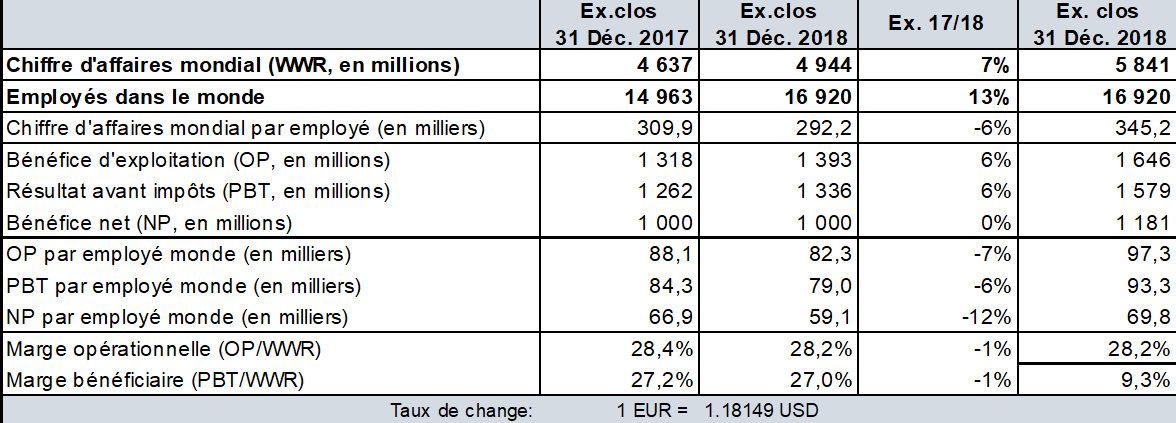 Ex.clos 31 Déc. 2017 Ex.clos 31 Déc. 2018 Ex. 17/18 Ex. clos 31 Déc. 2018
Chiffre d'affaires mondial (WWR, en millions) 4 637 4 944 7% 5 841
Employés dans le monde 14 963 16 920 13% 16 920
Chiffre d'affaires mondial par employé (en milliers) 309,9 292,2 -6% 345,2
Bénéfice d'exploitation (OP, en millions) 1 318 1 393 6% 1 646
Résultat avant impôts (PBT, en millions) 1 262 1 336 6% 1 579
Bénéfice net (NP, en millions) 1 000 1 000 0% 1 181
OP par employé monde (en milliers) 88,1 82,3 -7% 97,3
PBT par employé monde (en milliers) 84,3 79,0 -6% 93,3
NP par employé monde (en milliers) 66,9 59,1 -12% 69,8
Marge opérationnelle (OP/WWR) 28,4% 28,2% -1% 28,2%
Marge bénéficiaire (PBT/WWR) 27,2% 27,0% -1% 9,3%
Taux de change: 1 EUR = 1.18149 USD